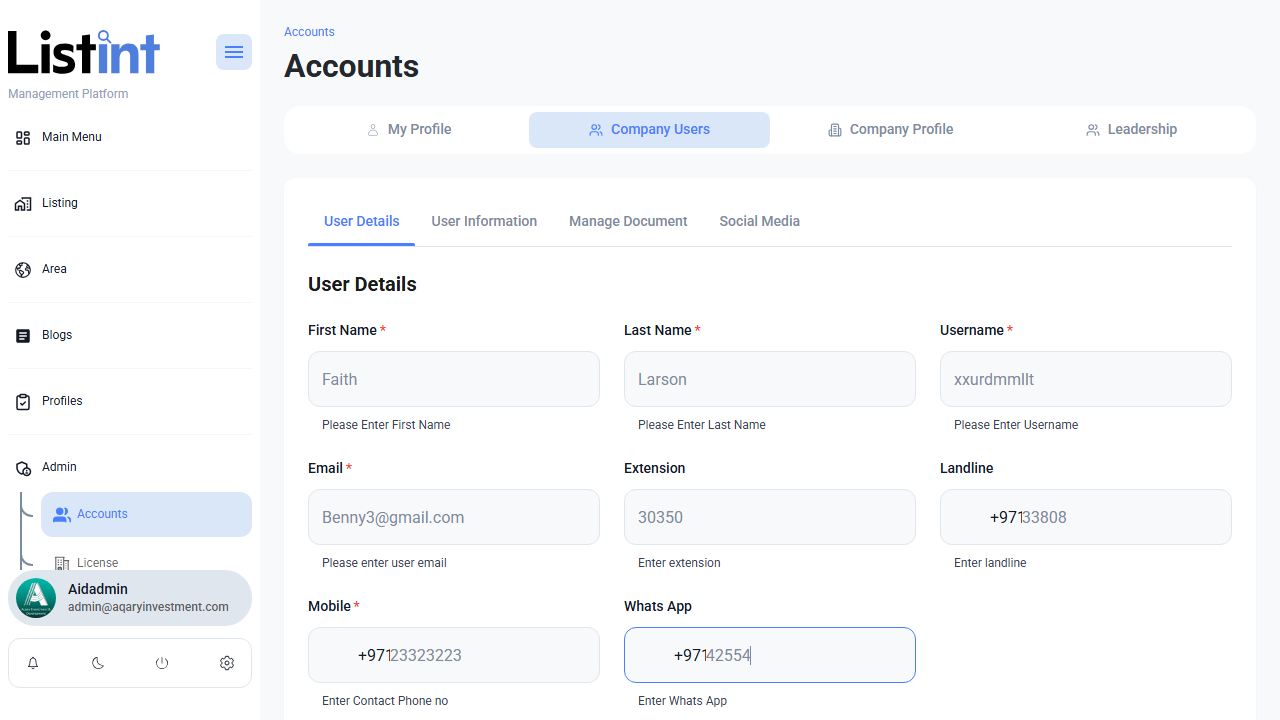 Listint
Management Platform
Main Menu
Listing
Area
Blogs
Profiles
Admin
Accounts
License
Aidadmin
admin@aqaryinvestment.com
Accounts
Accounts
My Profile
Company Users
Company Profile
Leadership
User Details
User Information
Manage Document
Social Media
User Details
First Name *
Last Name *
Username *
Faith
Larson
xxurdmmllt
Please Enter First Name
Please Enter Last Name
Please Enter Username
Email *
Extension
Landline
Benny3@gmail.com
30350
+97133808
Please enter user email
Enter extension
Enter landline
Mobile *
Whats App
+97123323223
+97142554
Enter Contact Phone no
Enter Whats App